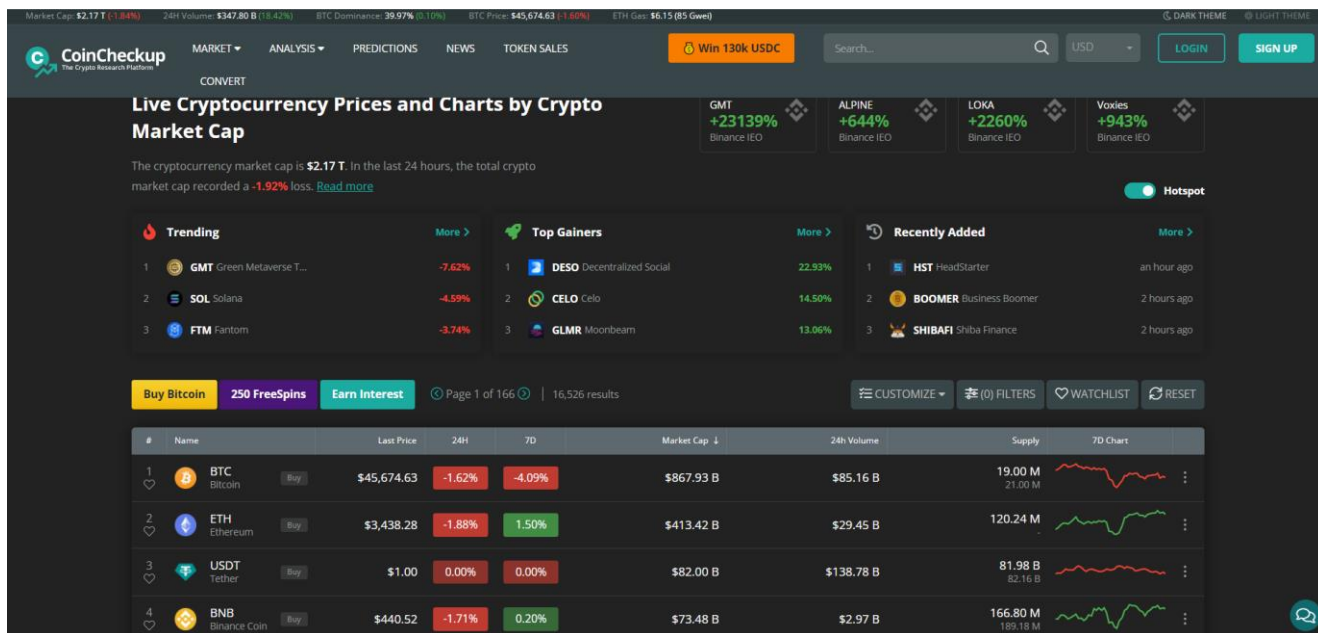 Market Cap: $2.17 T (-1.84%) 24H Volume: $347.80 B (18.42%) BTC Dominance: 39.97% (0.10%) BTC Price: $45,674.63 (-1.60%) ETH Gas: $6.15 (85 Gwei) DARK THEME LIGHT THEME
CoinCheckup MARKET ANALYSIS PREDICTIONS NEWS TOKEN SALES Win 130k USDC Search... USD LOGIN SIGN UP
The Crypto Research Platform
CONVERT
Live Cryptocurrency Prices and Charts by Crypto
Market Cap
GMT ALPINE LOKA Voxies
+23139% +644% +2260% +943%
Binance IEO Binance IEO Binance IEO Binance IEO
The cryptocurrency market cap is $2.17 T. In the last 24 hours, the total crypto
market cap recorded a -1.92% loss. Read more
Hotspot
Trending More >
1 GMT Green Metaverse T... -7.62%
2 SOL Solana -4.59%
3 FTM Fantom -3.74%
Top Gainers More >
1 DESO Decentralized Social 22.93%
2 CELO Celo 14.50%
3 GLMR Moonbeam 13.06%
Recently Added More >
1 HST HeadStarter an hour ago
2 BOOMER Business Boomer 2 hours ago
3 SHIBAFI Shiba Finance 2 hours ago
Buy Bitcoin 250 FreeSpins Earn Interest Page 1 of 166 | 16,526 results CUSTOMIZE (0) FILTERS WATCHLIST RESET
# Name Last Price 24H 7D Market Cap ↓ 24h Volume Supply 7D Chart
1 BTC Buy $45,674.63 -1.62% -4.09% $867.93 B $85.16 B 19.00 M
Bitcoin 21.00 M
2 ETH Buy $3,438.28 -1.88% 1.50% $413.42 B $29.45 B 120.24 M
Ethereum -
3 USDT Buy $1.00 0.00% 0.00% $82.00 B $138.78 B 81.98 B
Tether 82.16 B
4 BNB Buy $440.52 -1.71% 0.20% $73.48 B $2.97 B 166.80 M
Binance Coin 189.18 M